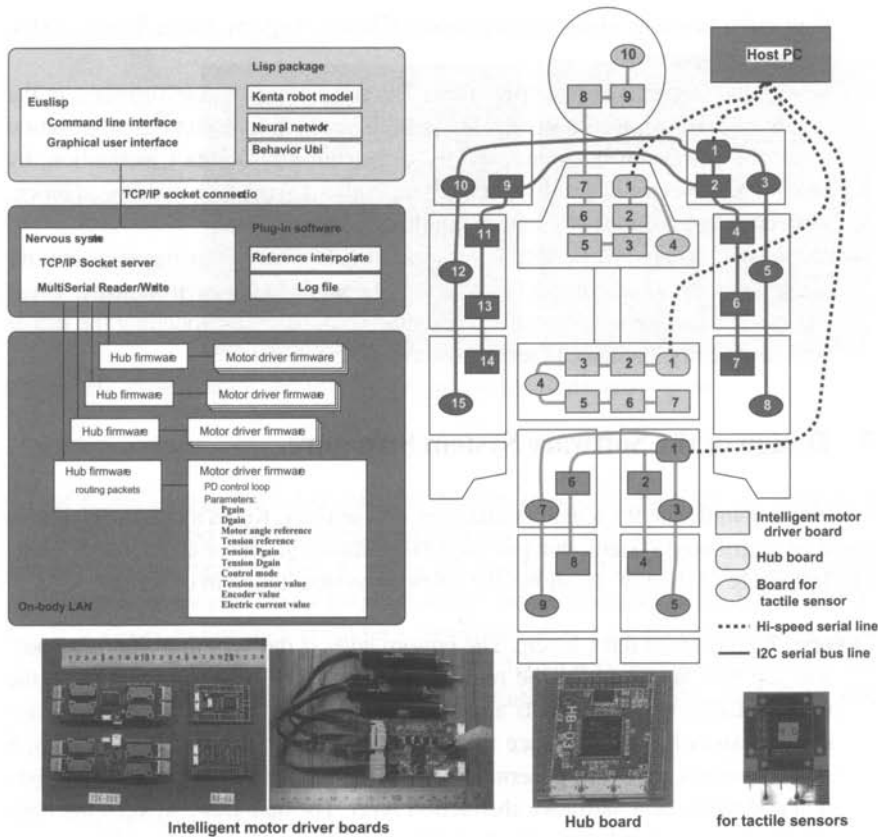 Lisp package
Euslisp
Command line interface
Graphical user interface
Kenta robot model
Neural networ
Behavior Uti
TCP/IP socket connectio
Nervous syste
TCP/IP Socket server
MultiSerial Reader/Write
Plug-in software
Reference interpolate
Log file
Hub firmware
Motor driver firmware
Hub firmware
Motor driver firmware
Hub firmware
Motor driver firmware
Hub firmware
routing packets
Motor driver firmware
PD control loop
Parameters:
Pgain
Dgain
Motor angle reference
Tension reference
Tension Pgain
Tension Dgain
Control mode
Tension sensor value
Encoder value
Electric current value
On-body LAN
Host PC
10
8 9
1
10 9 7 1 2 3
6 2
11 5 3 4 4
12 5
13 6
14 3 2 1 7
4
15 5 6 7 8
1
6 2
7 3
8 4
9 5
Intelligent motor
driver board
Hub board
Board for
tactile sensor
Hi-speed serial line
I2C serial bus line
HB-03
Intelligent motor driver boards
Hub board
for tactile sensors